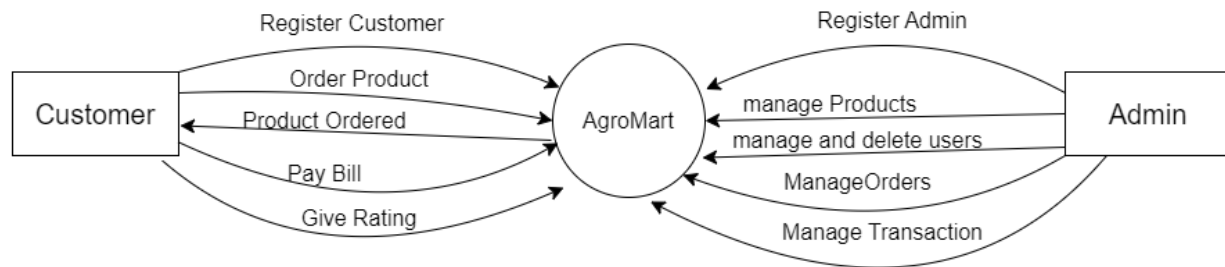 Register Customer
Register Admin
Order Product
Customer
Product Ordered
AgroMart
manage Products
Admin
manage and delete users
Pay Bill
ManageOrders
Give Rating
Manage Transaction